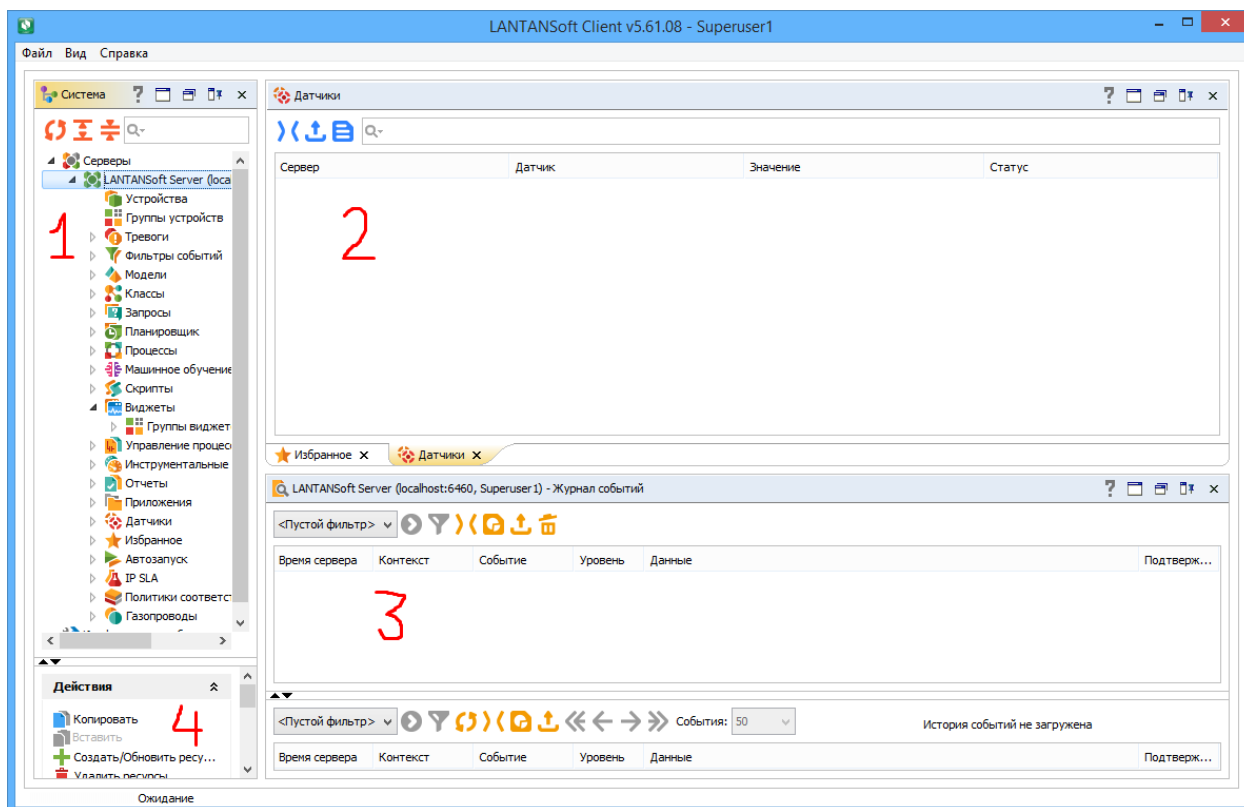 LANTANSoft Client v5.61.08 - Superuser1
Файл Вид Справка
Система
Серверы
LANTANSoft Server (loca
Устройства
Группы устройств
1
Тревоги
Фильтры событий
Модели
Классы
Запросы
Планировщик
Процессы
Машинное обучение
Скрипты
Виджеты
Группы виджет
Управление процес
Инструментальные
Отчеты
Приложения
Датчики
Избранное
Автозапуск
IP SLA
Политики соответст
Газопроводы
Действия
Копировать
4
Вставить
Создать/Обновить ресу...
Удалить ресурсы
Ожидание
Датчики
Сервер Датчик Значение Статус
2
Избранное Датчики
LANTANSoft Server (localhost:6460, Superuser1) - Журнал событий
<Пустой фильтр>
Время сервера Контекст Событие Уровень Данные Подтверж...
3
<Пустой фильтр> События: 50 История событий не загружена
Время сервера Контекст Событие Уровень Данные Подтверж...